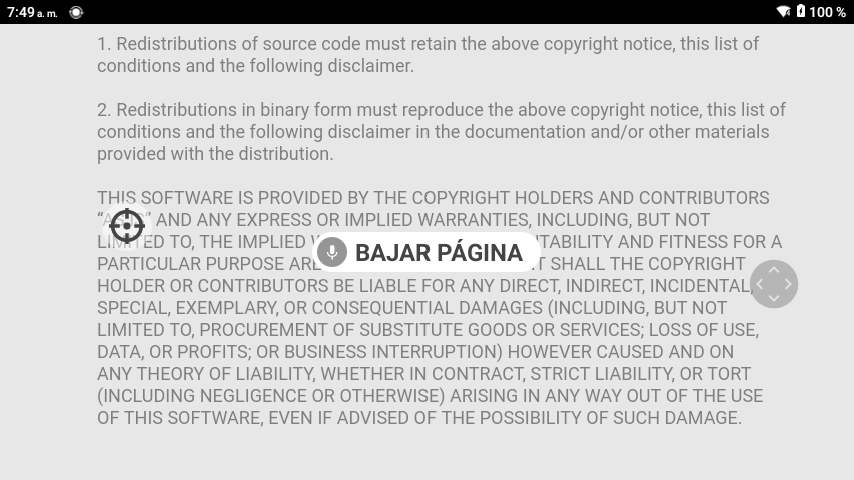 7:49 a. m.
100 %
1. Redistributions of source code must retain the above copyright notice, this list of
conditions and the following disclaimer.
2. Redistributions in binary form must reproduce the above copyright notice, this list of
conditions and the following disclaimer in the documentation and/or other materials
provided with the distribution.
THIS SOFTWARE IS PROVIDED BY THE COPYRIGHT HOLDERS AND CONTRIBUTORS
“AS IS” AND ANY EXPRESS OR IMPLIED WARRANTIES, INCLUDING, BUT NOT
LIMITED TO, THE IMPLIED TABILITY AND FITNESS FOR A
BAJAR PÁGINA
PARTICULAR PURPOSE ARE T SHALL THE COPYRIGHT
HOLDER OR CONTRIBUTORS BE LIABLE FOR ANY DIRECT, INDIRECT, INCIDENTAL,
SPECIAL, EXEMPLARY, OR CONSEQUENTIAL DAMAGES (INCLUDING, BUT NOT
LIMITED TO, PROCUREMENT OF SUBSTITUTE GOODS OR SERVICES; LOSS OF USE,
DATA, OR PROFITS; OR BUSINESS INTERRUPTION) HOWEVER CAUSED AND ON
ANY THEORY OF LIABILITY, WHETHER IN CONTRACT, STRICT LIABILITY, OR TORT
(INCLUDING NEGLIGENCE OR OTHERWISE) ARISING IN ANY WAY OUT OF THE USE
OF THIS SOFTWARE, EVEN IF ADVISED OF THE POSSIBILITY OF SUCH DAMAGE.